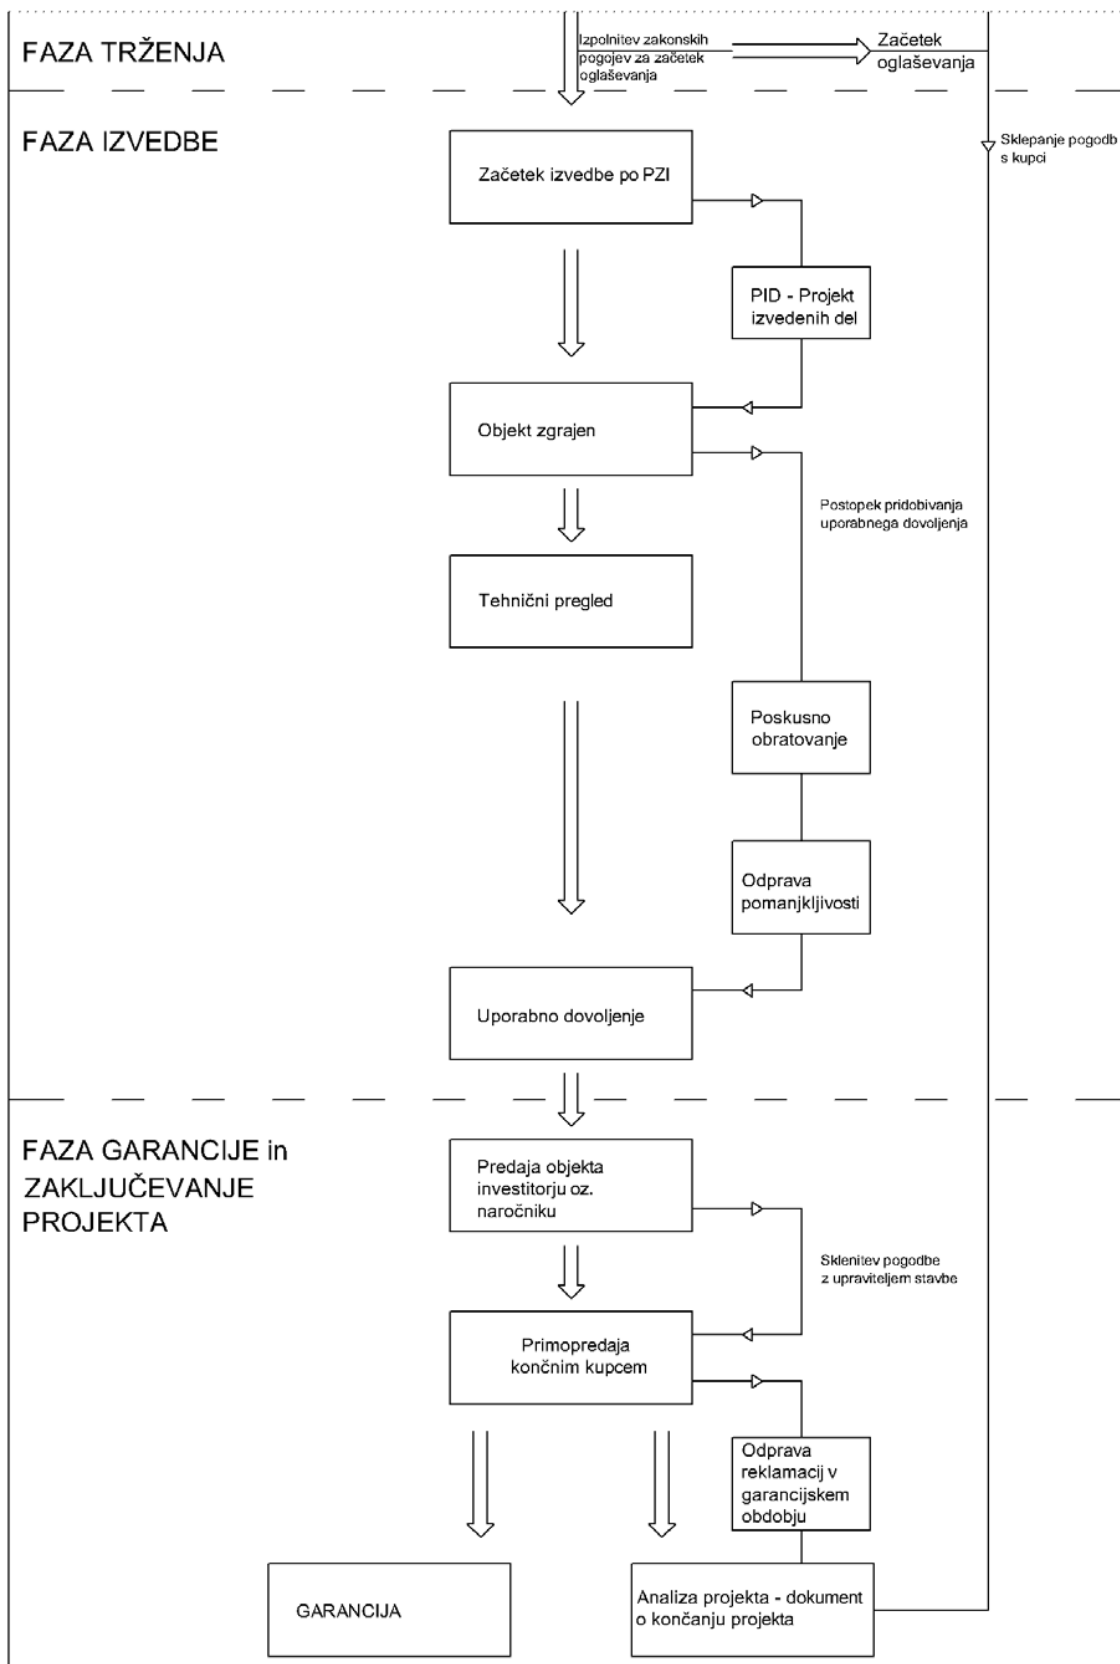 FAZA TRŽENJA
Izpolnitev zakonskih
pogojev za začetek
oglaševanja
Začetek
oglaševanja
FAZA IZVEDBE
Sklepanje pogodb
s kupci
Začetek izvedbe po PZI
PID - Projekt
izvedenih del
Objekt zgrajen
Postopek pridobivanja
uporabnega dovoljenja
Tehnični pregled
Poskusno
obratovanje
Odprava
pomanjkljivosti
Uporabno dovoljenje
FAZA GARANCIJE in
ZAKLJUČEVANJE
PROJEKTA
Predaja objekta
investitorju oz.
naročniku
Sklenitev pogodbe
z upraviteljem stavbe
Primopredaja
končnim kupcem
Odprava
reklamacij v
garancijskem
obdobju
GARANCIJA
Analiza projekta - dokument
o končanju projekta